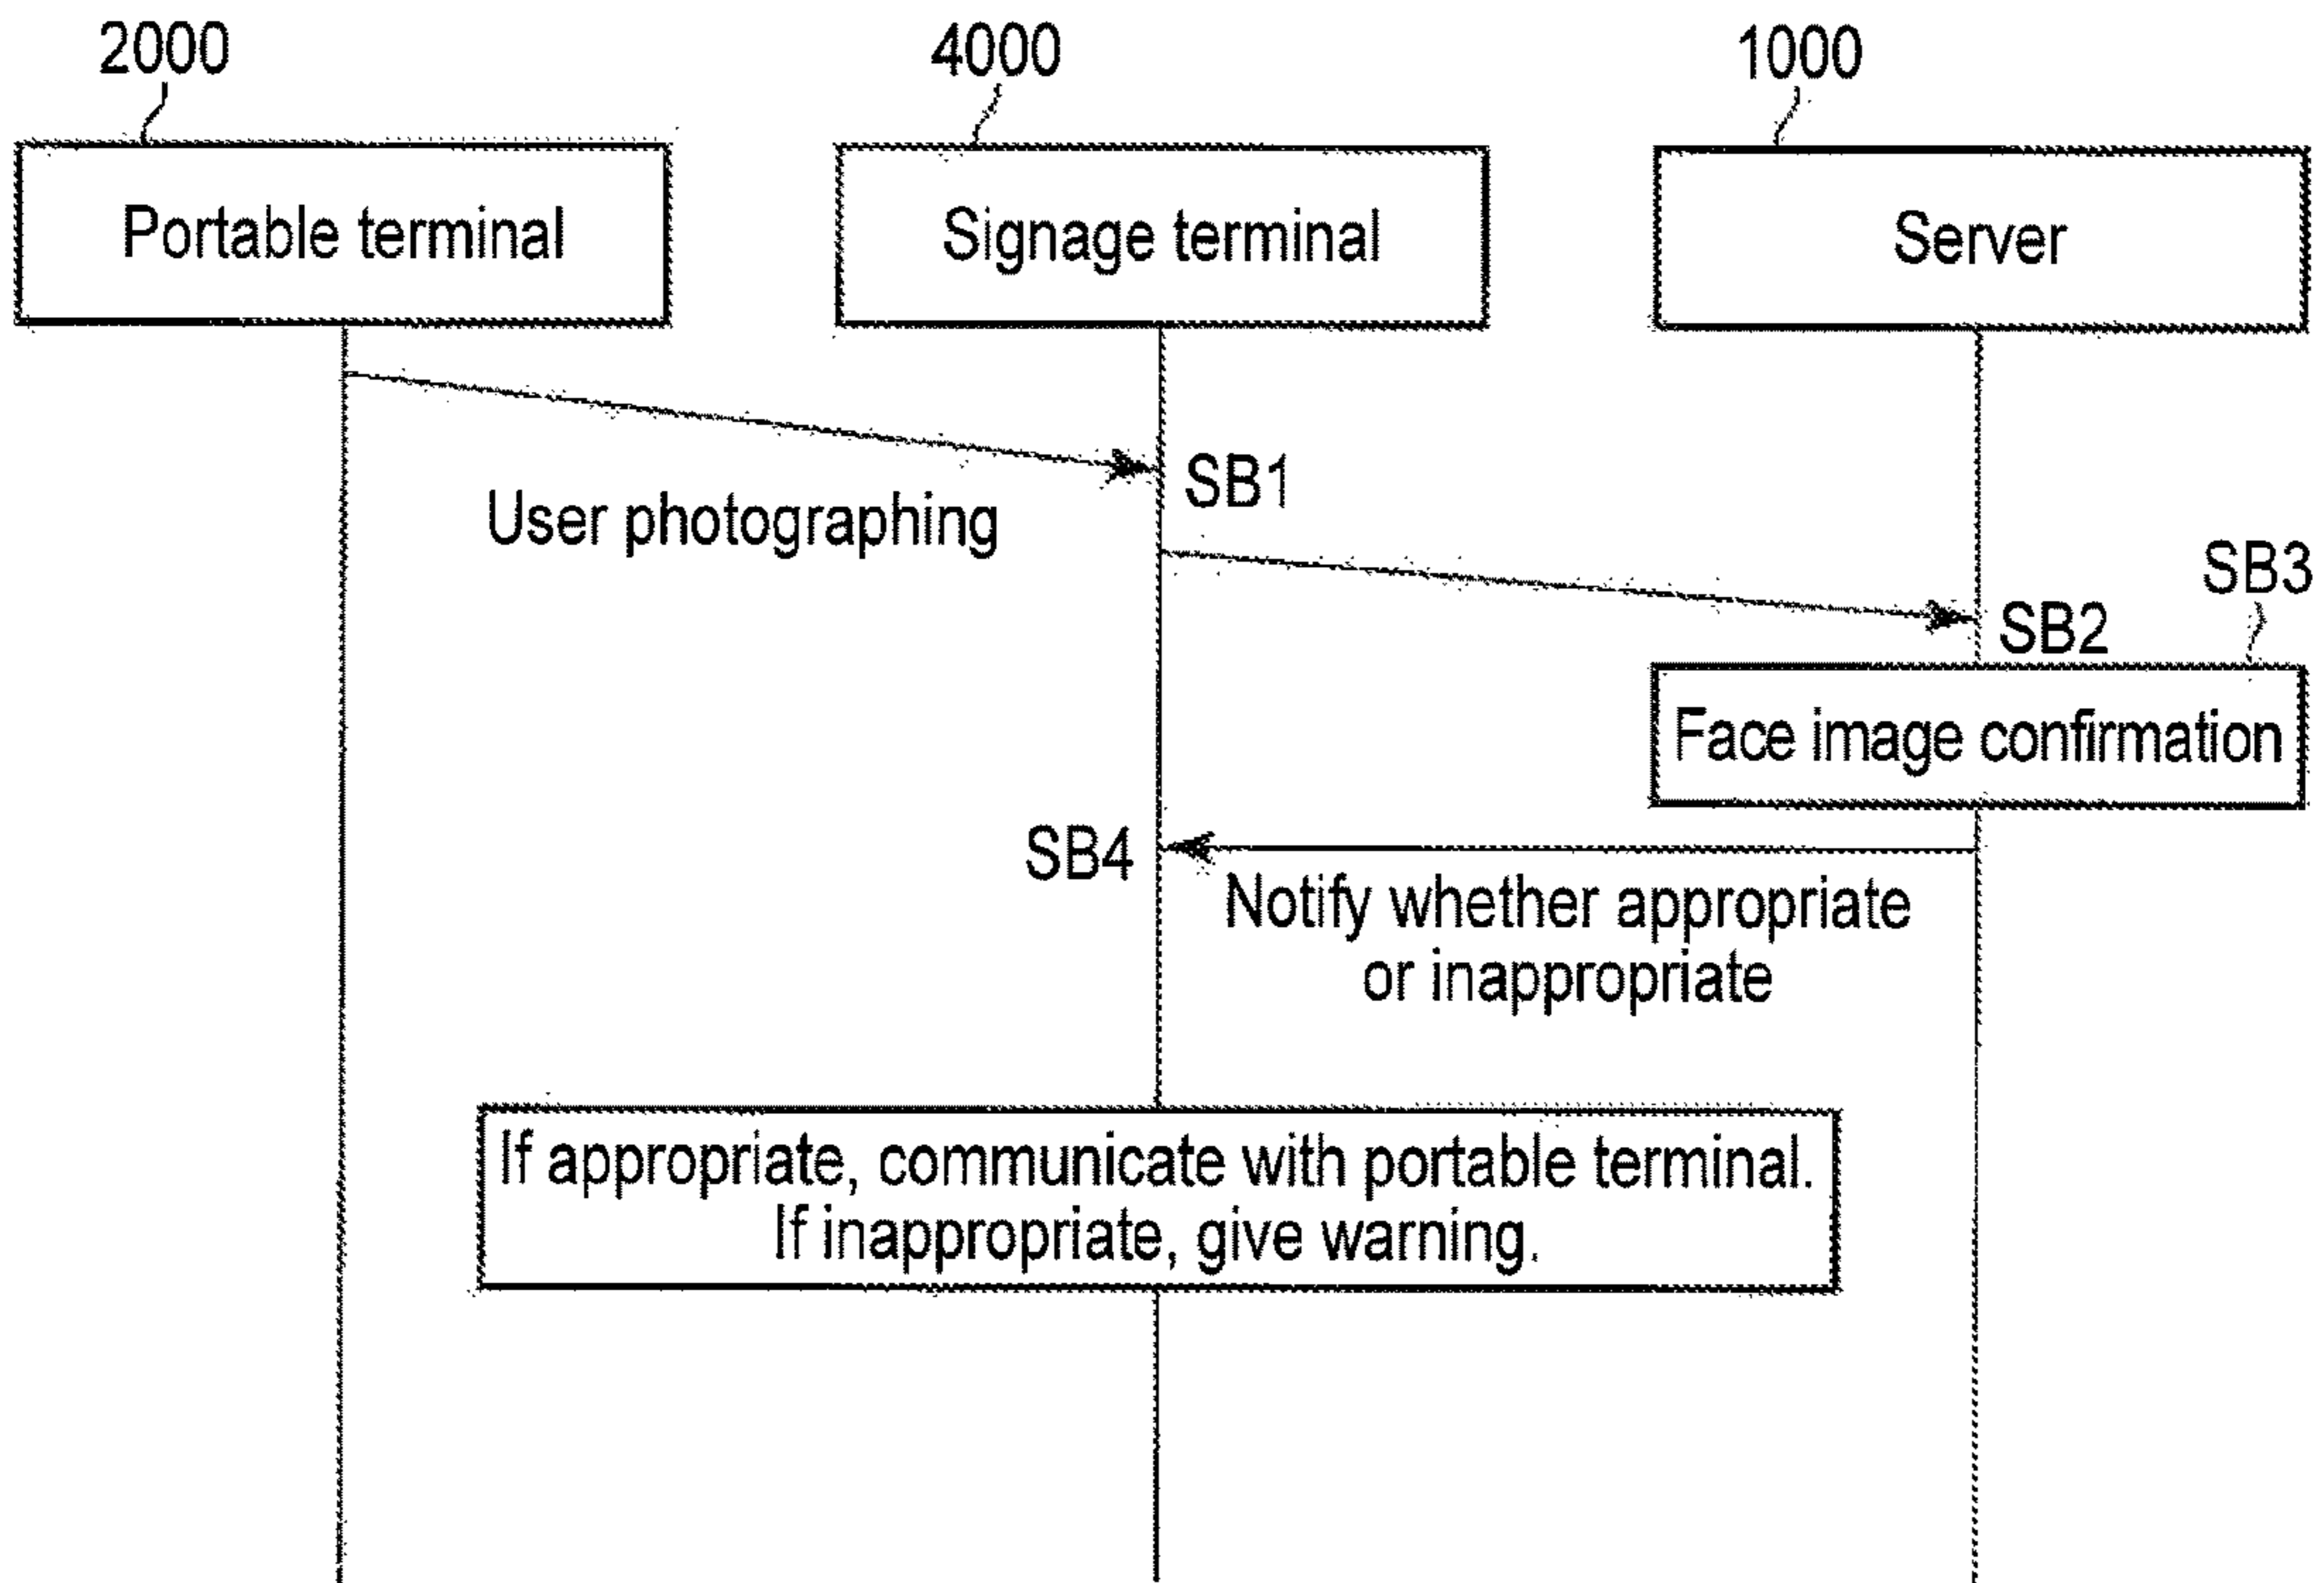 2000
4000
1000
Portable terminal
Signage terminal
Server
SB1
User photographing
SB3
SB2
Face image confirmation
SB4
Notify whether appropriate
or inappropriate
If appropriate, communicate with portable terminal.
If inappropriate, give warning.